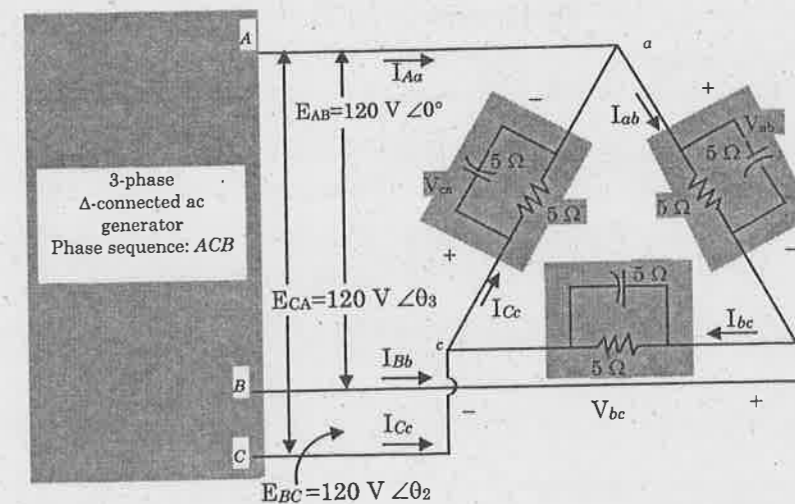 A
a
I_Aa
E_AB=120 V ∠0°
3-phase
Δ-connected ac
generator
Phase sequence: ACB
−
+
I_ab
V_ab
5 Ω
5 Ω
V_ca
5 Ω
5 Ω
+
−
E_CA=120 V ∠θ3
I_Cc
5 Ω
I_bc
c
5 Ω
I_Bb
B
−
V_bc
+
I_Cc
C
E_BC=120 V ∠θ2